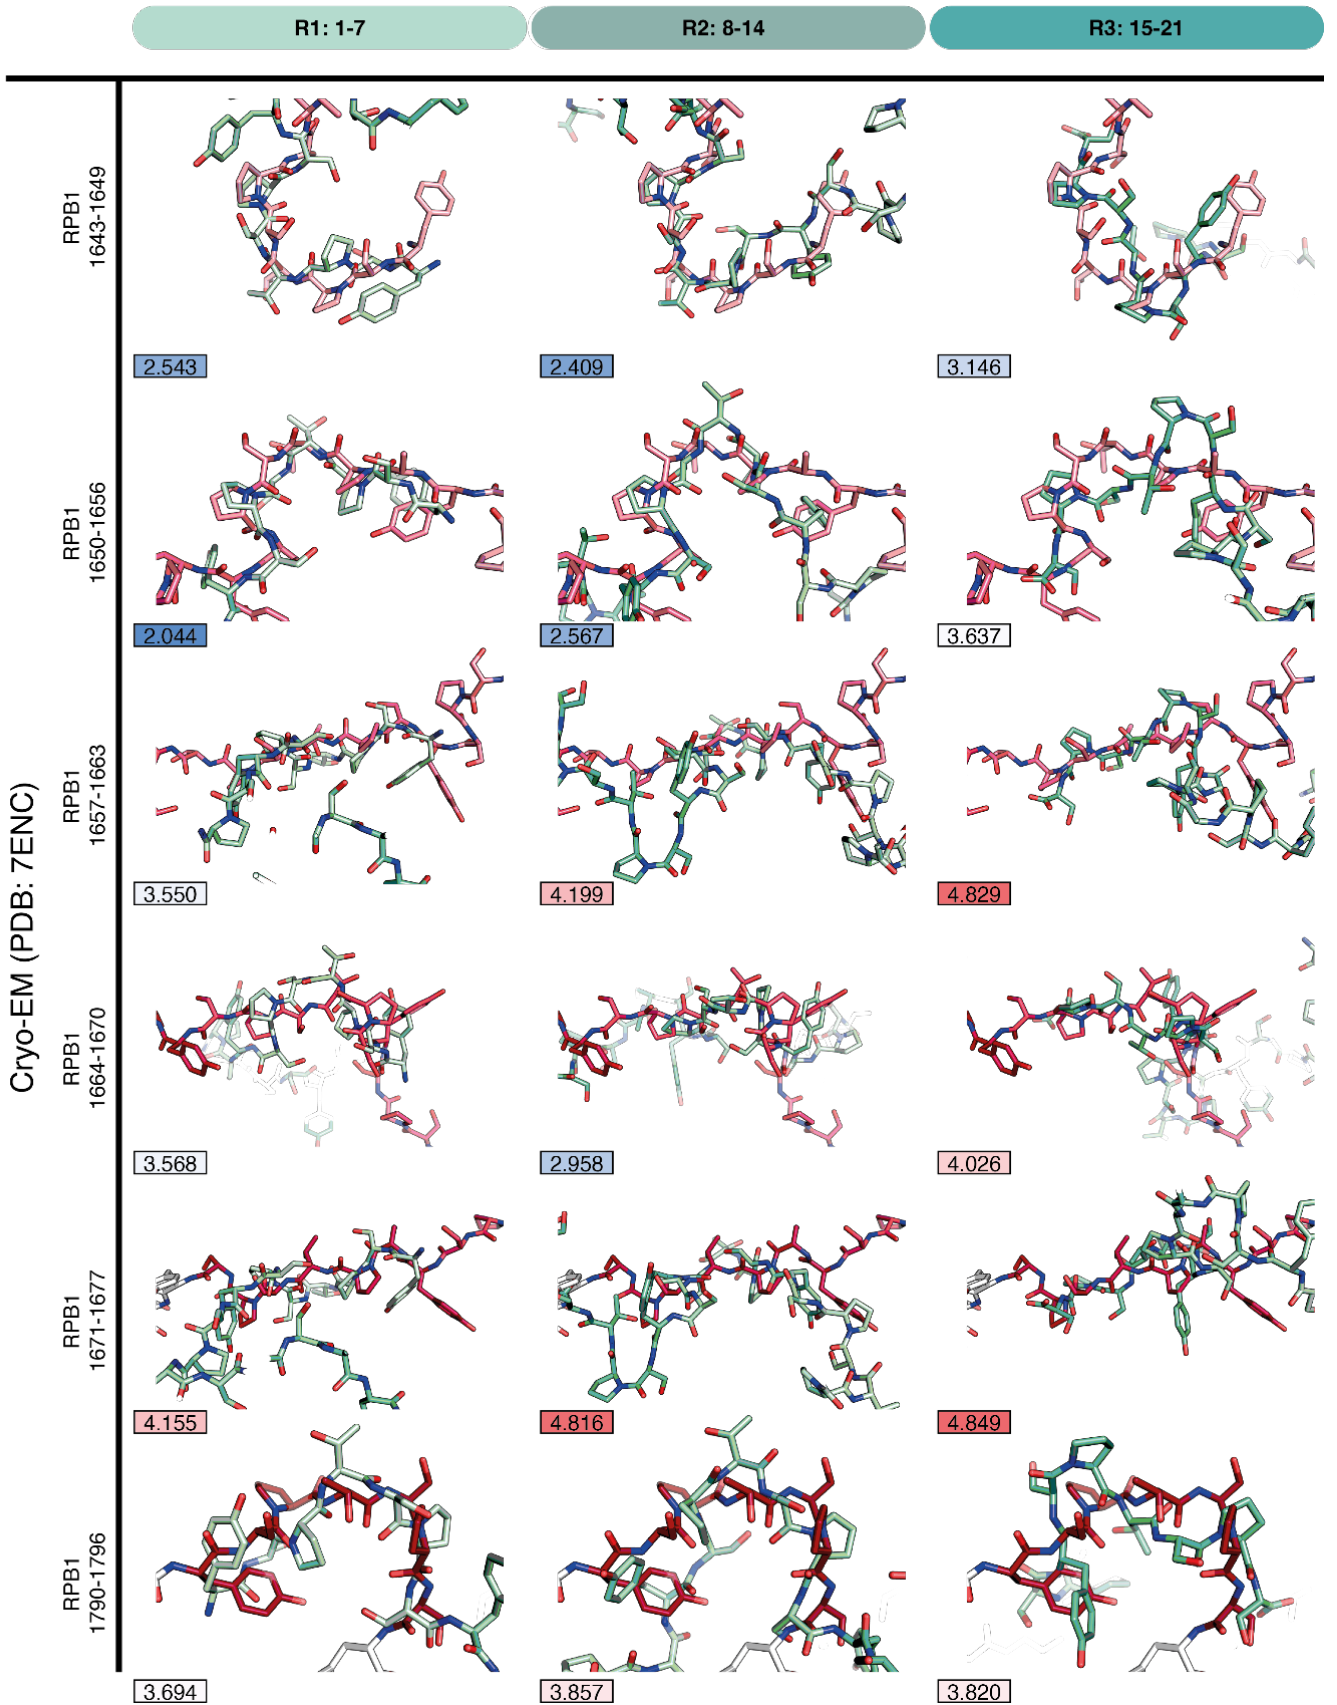 R1: 1-7
R2: 8-14
R3: 15-21
Cryo-EM (PDB: 7ENC)
RPB1
1643-1649
2.543
2.409
3.146
RPB1
1650-1656
2.044
2.567
3.637
RPB1
1657-1663
3.550
4.199
4.829
RPB1
1664-1670
3.568
2.958
4.026
RPB1
1671-1677
4.155
4.816
4.849
RPB1
1790-1796
3.694
3.857
3.820